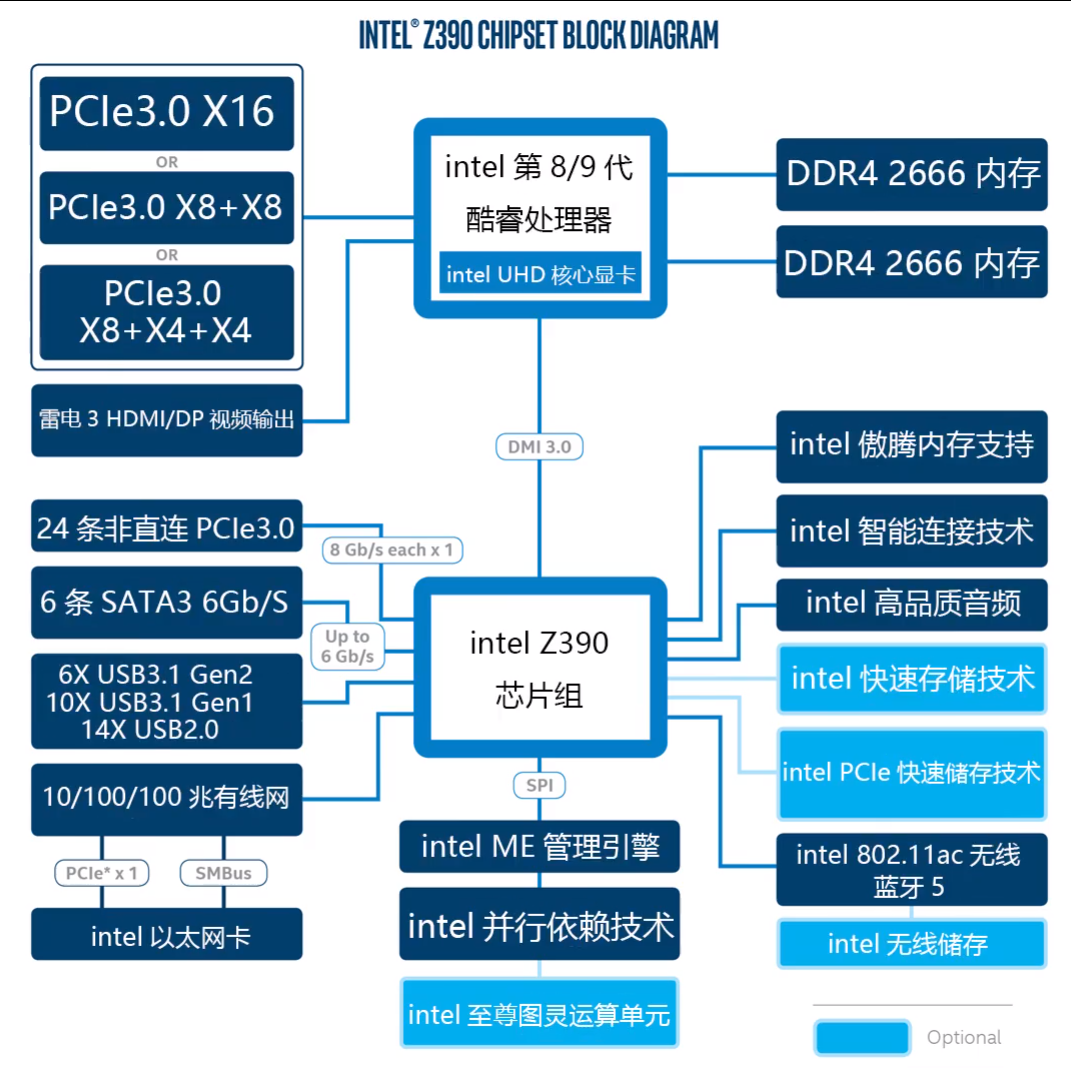 INTEL® Z390 CHIPSET BLOCK DIAGRAM
PCIe3.0 X16
OR
PCIe3.0 X8+X8
OR
PCIe3.0
X8+X4+X4
雷电 3 HDMI/DP 视频输出
intel 第 8/9 代
酷睿处理器
intel UHD 核心显卡
DDR4 2666 内存
DDR4 2666 内存
DMI 3.0
24 条非直连 PCIe3.0
8 Gb/s each x 1
6 条 SATA3 6Gb/S
Up to
6 Gb/s
6X USB3.1 Gen2
10X USB3.1 Gen1
14X USB2.0
10/100/100 兆有线网
PCIe* x 1
SMBus
intel 以太网卡
intel Z390
芯片组
SPI
intel ME 管理引擎
intel 并行依赖技术
intel 至尊图灵运算单元
intel 傲腾内存支持
intel 智能连接技术
intel 高品质音频
intel 快速存储技术
intel PCIe 快速储存技术
intel 802.11ac 无线
蓝牙 5
intel 无线储存
Optional